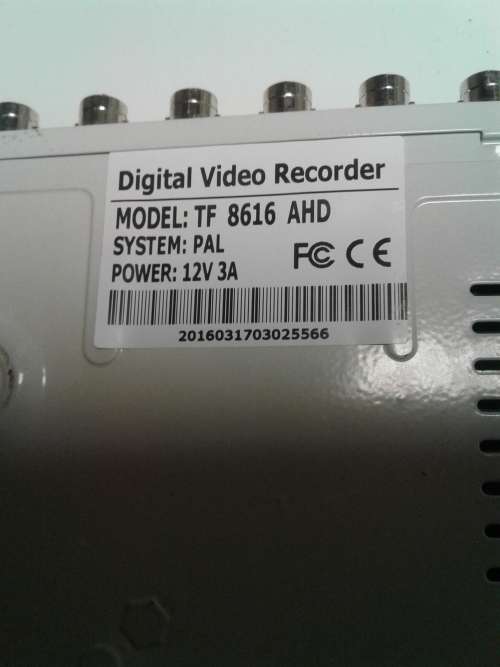 Digital Video Recorder
MODEL: TF 8616 AHD
SYSTEM: PAL
POWER: 12V 3A
FC CE
2016031703025566